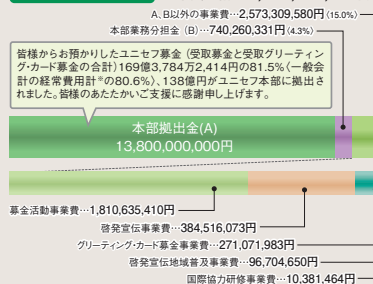 A、B以外の事業費…2,573,309,580円(15.0%)
本部業務分担金(B)…740,260,331円(4.3%)
皆様からお預かりしたユニセフ募金(受取募金と受取グリーティン
グ・カード募金の合計)169億3,784万2,414円の81.5%〈一般会
計の経常費用計※の80.6%〉、138億円がユニセフ本部に拠出さ
れました。皆様のあたたかいご支援に感謝申し上げます。
本部拠出金(A)
13,800,000,000円
募金活動事業費…1,810,635,410円
啓発宣伝事業費…384,516,073円
グリーティング・カード募金事業費…271,071,983円
啓発宣伝地域普及事業費…96,704,650円
国際協力研修事業費…10,381,464円